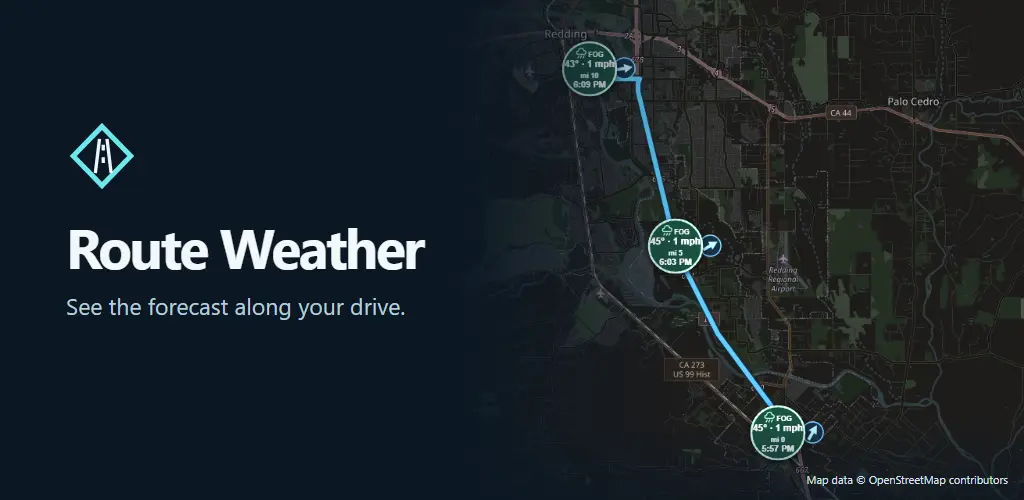 Route Weather
See the forecast along your drive.
Redding
FOG
43° · 1 mph
mi 10
6:09 PM
Palo Cedro
CA 44
FOG
45° · 1 mph
mi 5
6:03 PM
Redding
Regional
Airport
CA 273
US 99 Hist
FOG
45° · 1 mph
mi 0
5:57 PM
Map data © OpenStreetMap contributors